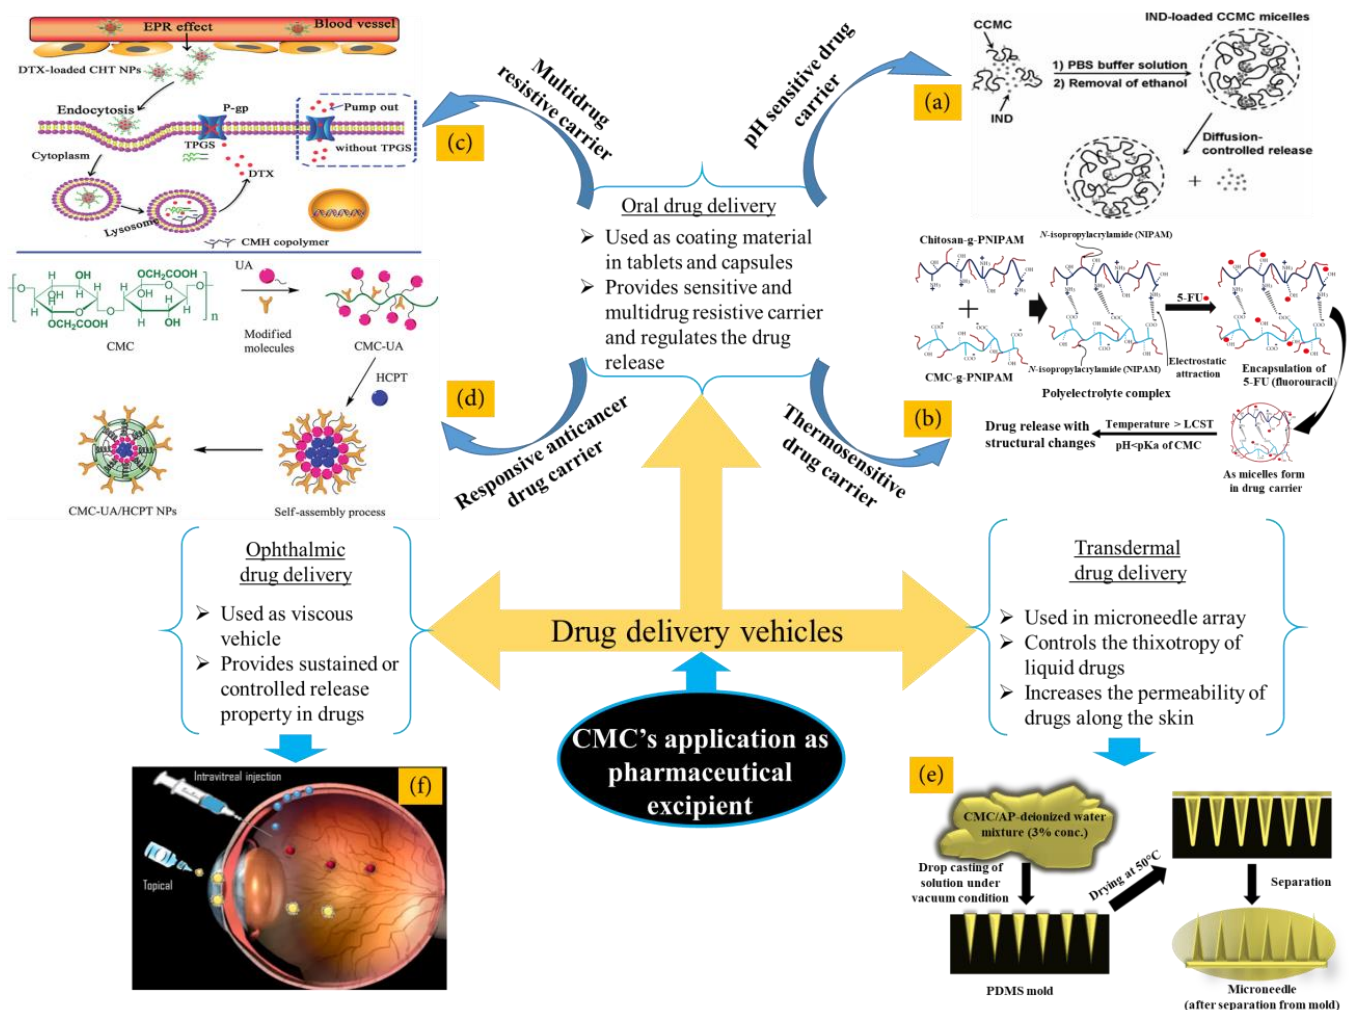 EPR effect
Blood vessel
DTX-loaded CHT NPs
Endocytosis
P-gp
Pump out
TPGS
without TPGS
Cytoplasm
DTX
Lysosome
CMH copolymer
(c)
Multidrug
resistive carrier
pH sensitive drug
carrier
(a)
CCMC
IND
1) PBS buffer solution
2) Removal of ethanol
IND-loaded CCMC micelles
Diffusion-
controlled release
+
Oral drug delivery
➢ Used as coating material
in tablets and capsules
➢ Provides sensitive and
multidrug resistive carrier
and regulates the drug
release
OH
OCH₂COOH
OCH₂COOH
OH
n
CMC
UA
Modified
molecules
CMC-UA
HCPT
(d)
CMC-UA/HCPT NPs
Self-assembly process
Responsive anticancer
drug carrier
Thermosensitive
drug carrier
(b)
Chitosan-g-PNIPAM
N-isopropylacrylamide (NIPAM)
+
CMC-g-PNIPAM
N-isopropylacrylamide (NIPAM)
Polyelectrolyte complex
5-FU
Electrostatic
attraction
Encapsulation of
5-FU (fluorouracil)
Drug release with
structural changes
Temperature > LCST
pH<pKa of CMC
As micelles form
in drug carrier
Ophthalmic
drug delivery
➢ Used as viscous
vehicle
➢ Provides sustained or
controlled release
property in drugs
Drug delivery vehicles
Transdermal
drug delivery
➢ Used in microneedle array
➢ Controls the thixotropy of
liquid drugs
➢ Increases the permeability of
drugs along the skin
CMC's application as
pharmaceutical
excipient
Intravitreal injection
Topical
(f)
(e)
CMC/AP-deionized water
mixture (3% conc.)
Drop casting of
solution under
vacuum condition
Drying at 50°C
PDMS mold
Separation
Microneedle
(after separation from mold)